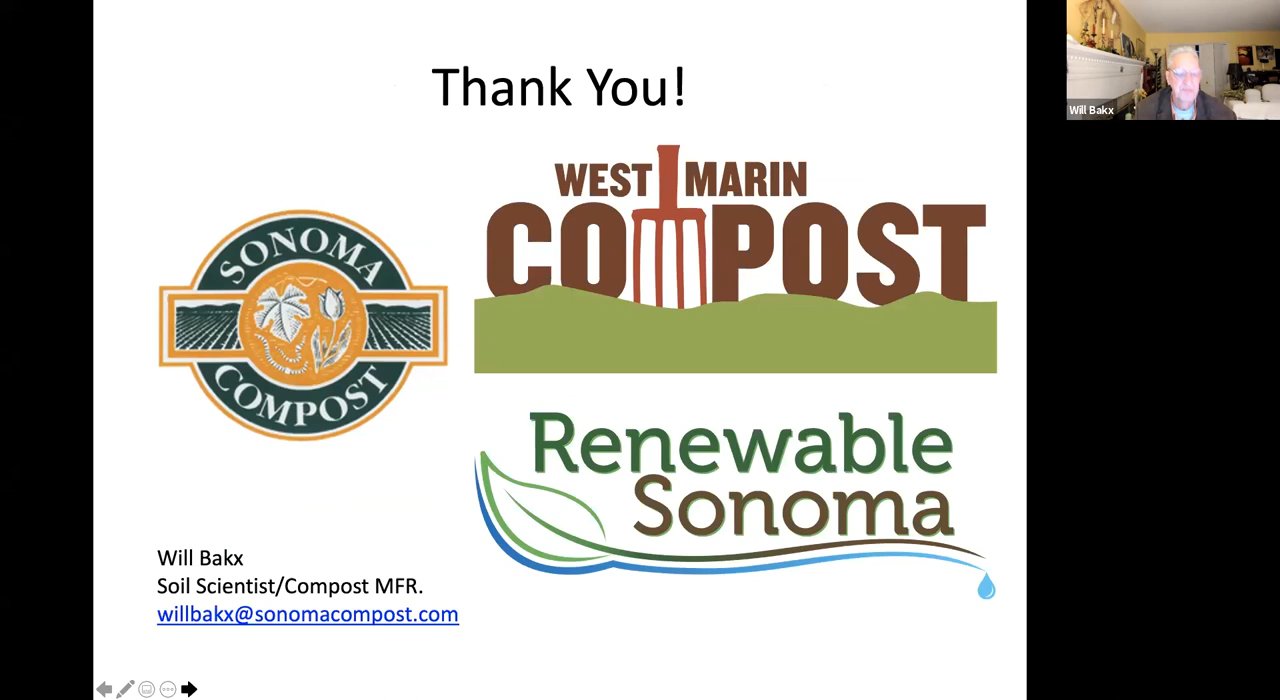 Thank You!
Will Bakx
WEST MARIN
COMPOST
SONOMA
COMPOST
Renewable
Sonoma
Will Bakx
Soil Scientist/Compost MFR.
willbakx@sonomacompost.com